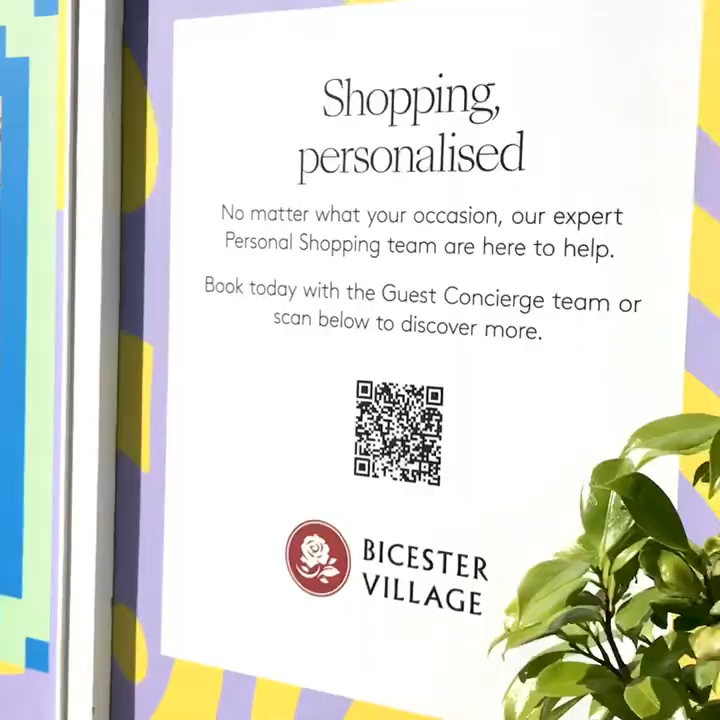 Shopping,
personalised
No matter what your occasion, our expert
Personal Shopping team are here to help.
Book today with the Guest Concierge team or
scan below to discover more.
BICESTER
VILLAGE